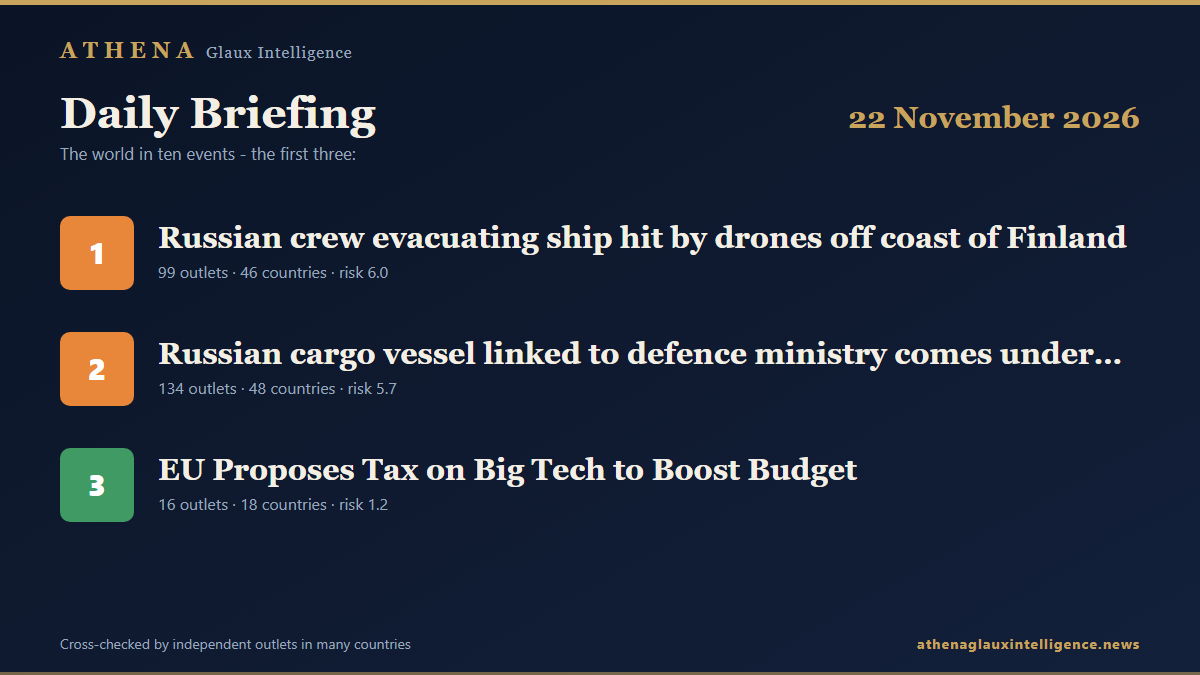 ATHENA Glaux Intelligence
Daily Briefing
22 November 2026
The world in ten events - the first three:
1
Russian crew evacuating ship hit by drones off coast of Finland
99 outlets · 46 countries · risk 6.0
2
Russian cargo vessel linked to defence ministry comes under...
134 outlets · 48 countries · risk 5.7
3
EU Proposes Tax on Big Tech to Boost Budget
16 outlets · 18 countries · risk 1.2
Cross-checked by independent outlets in many countries
athenaglauxintelligence.news